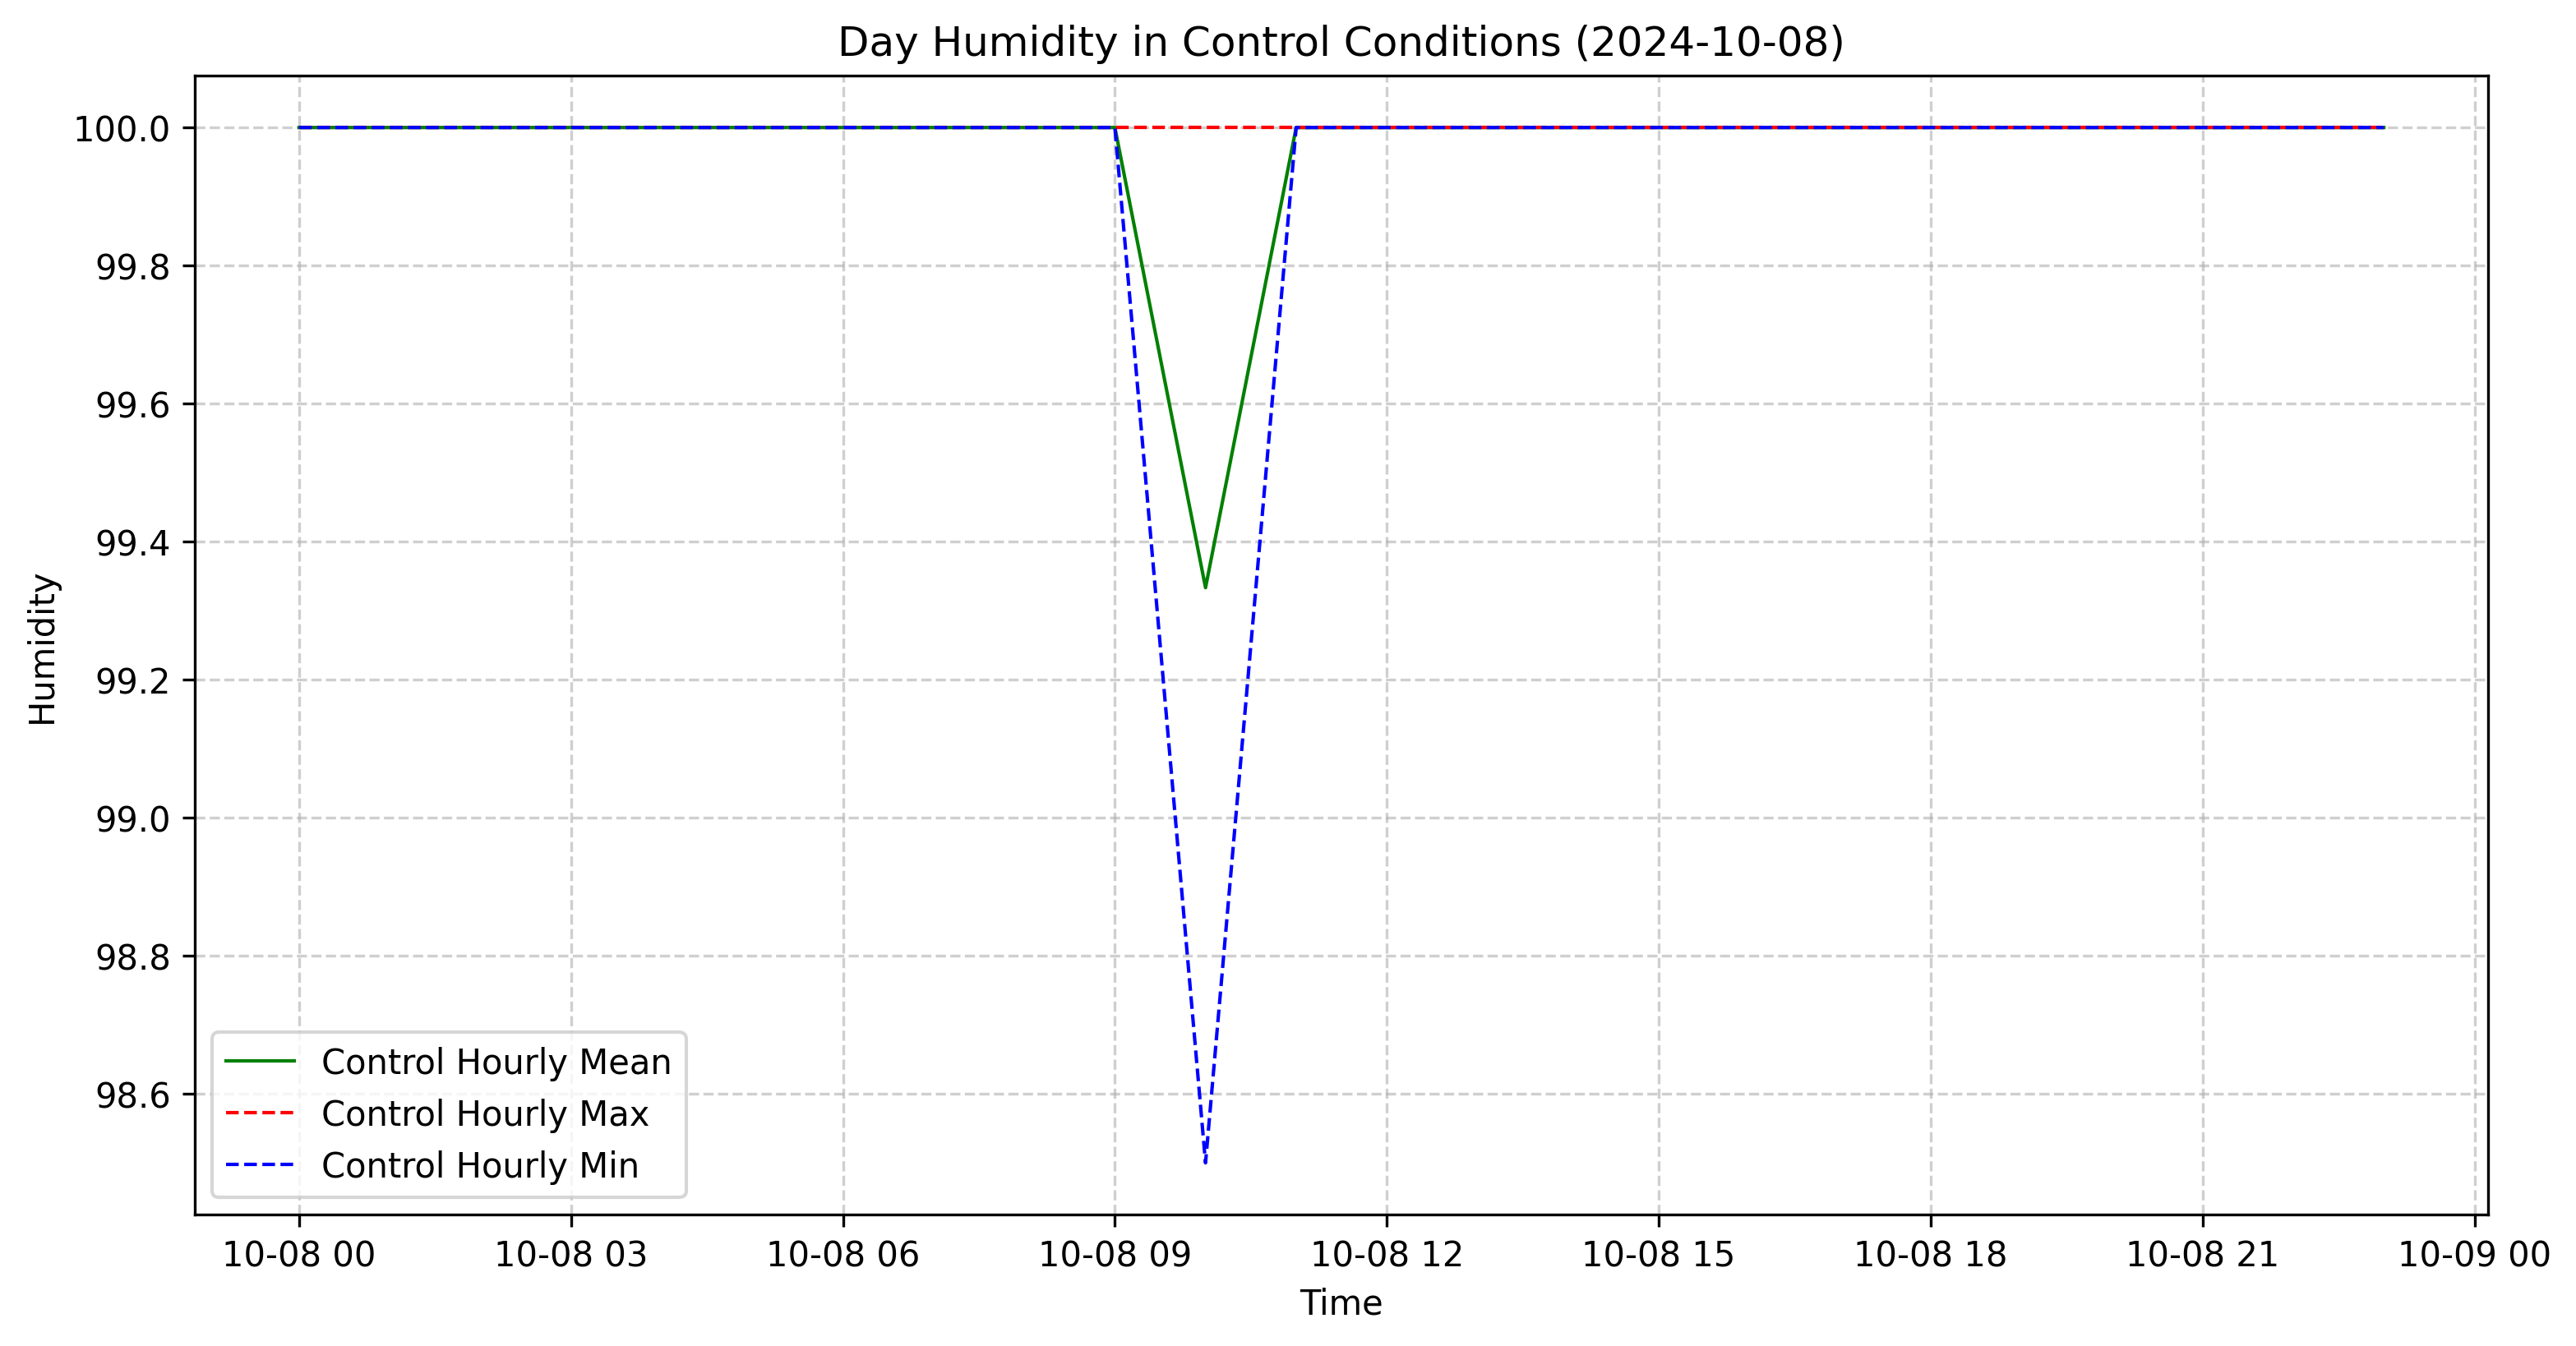 Day Humidity in Control Conditions (2024-10-08)
100.0
99.8
99.6
99.4
99.2
99.0
98.8
98.6
Humidity
Control Hourly Mean
Control Hourly Max
Control Hourly Min
10-08 00 10-08 03 10-08 06 10-08 09 10-08 12 10-08 15 10-08 18 10-08 21 10-09 00
Time